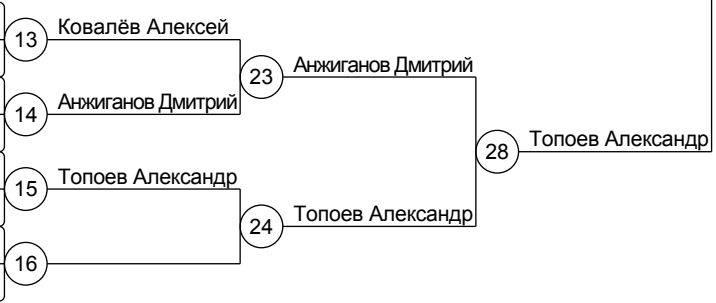 13 Ковалёв Алексей
23 Анжиганов Дмитрий
14 Анжиганов Дмитрий
28 Топоев Александр
15 Топоев Александр
24 Топоев Александр
16